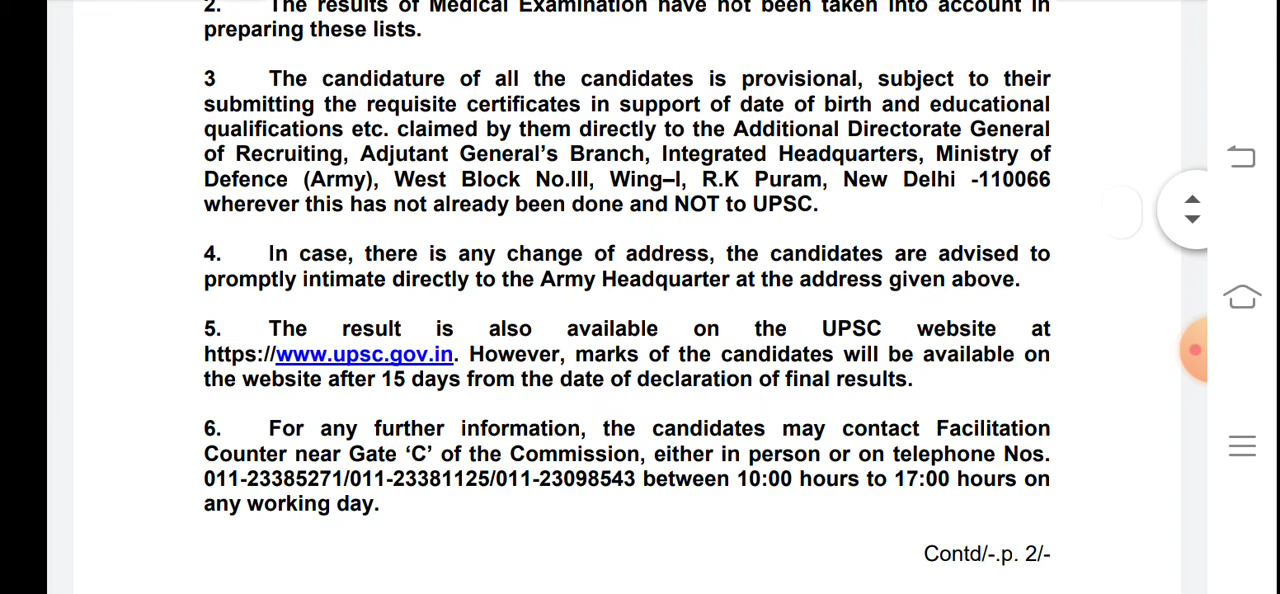 2. The results of Medical Examination have not been taken into account in
preparing these lists.
3 The candidature of all the candidates is provisional, subject to their
submitting the requisite certificates in support of date of birth and educational
qualifications etc. claimed by them directly to the Additional Directorate General
of Recruiting, Adjutant General’s Branch, Integrated Headquarters, Ministry of
Defence (Army), West Block No.III, Wing–I, R.K Puram, New Delhi -110066
wherever this has not already been done and NOT to UPSC.
4. In case, there is any change of address, the candidates are advised to
promptly intimate directly to the Army Headquarter at the address given above.
5. The result is also available on the UPSC website at
https://www.upsc.gov.in. However, marks of the candidates will be available on
the website after 15 days from the date of declaration of final results.
6. For any further information, the candidates may contact Facilitation
Counter near Gate ‘C’ of the Commission, either in person or on telephone Nos.
011-23385271/011-23381125/011-23098543 between 10:00 hours to 17:00 hours on
any working day.
Contd/-.p. 2/-